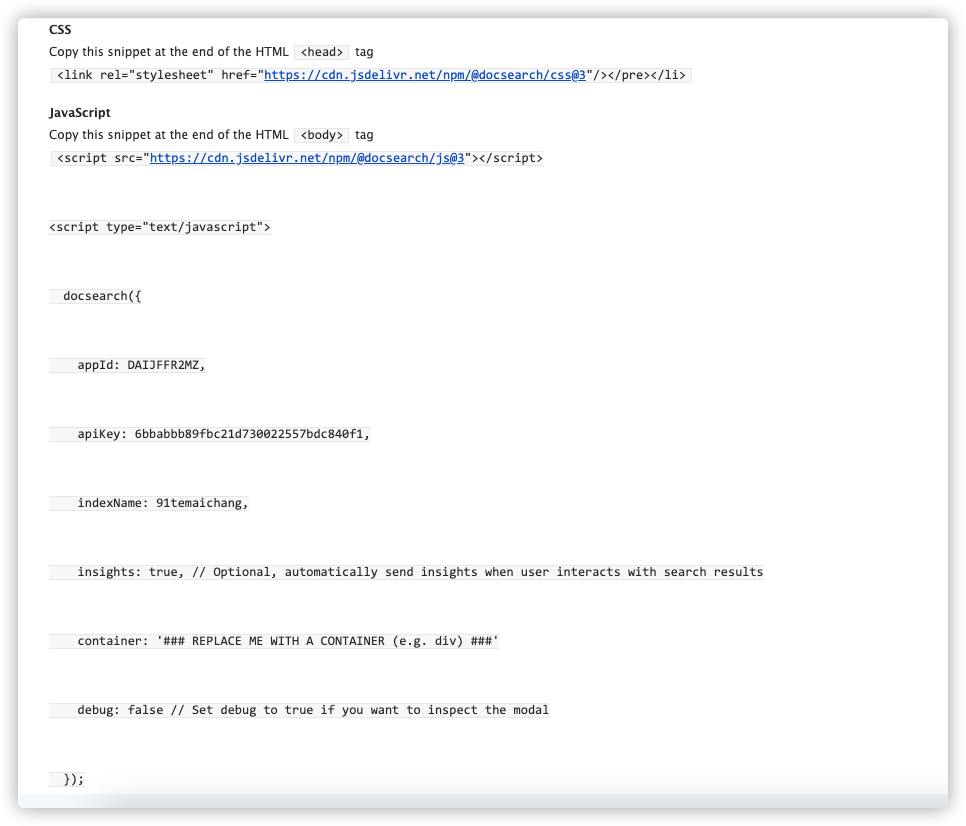 CSS
Copy this snippet at the end of the HTML <head> tag
<link rel="stylesheet" href="https://cdn.jsdelivr.net/npm/@docsearch/css@3"/></pre></li>
JavaScript
Copy this snippet at the end of the HTML <body> tag
<script src="https://cdn.jsdelivr.net/npm/@docsearch/js@3"></script>
<script type="text/javascript">
docsearch({
appId: DAIJFFR2MZ,
apiKey: 6bbabbb89fbc21d730022557bdc840f1,
indexName: 91temaichang,
insights: true, // Optional, automatically send insights when user interacts with search results
container: '### REPLACE ME WITH A CONTAINER (e.g. div) ###'
debug: false // Set debug to true if you want to inspect the modal
});